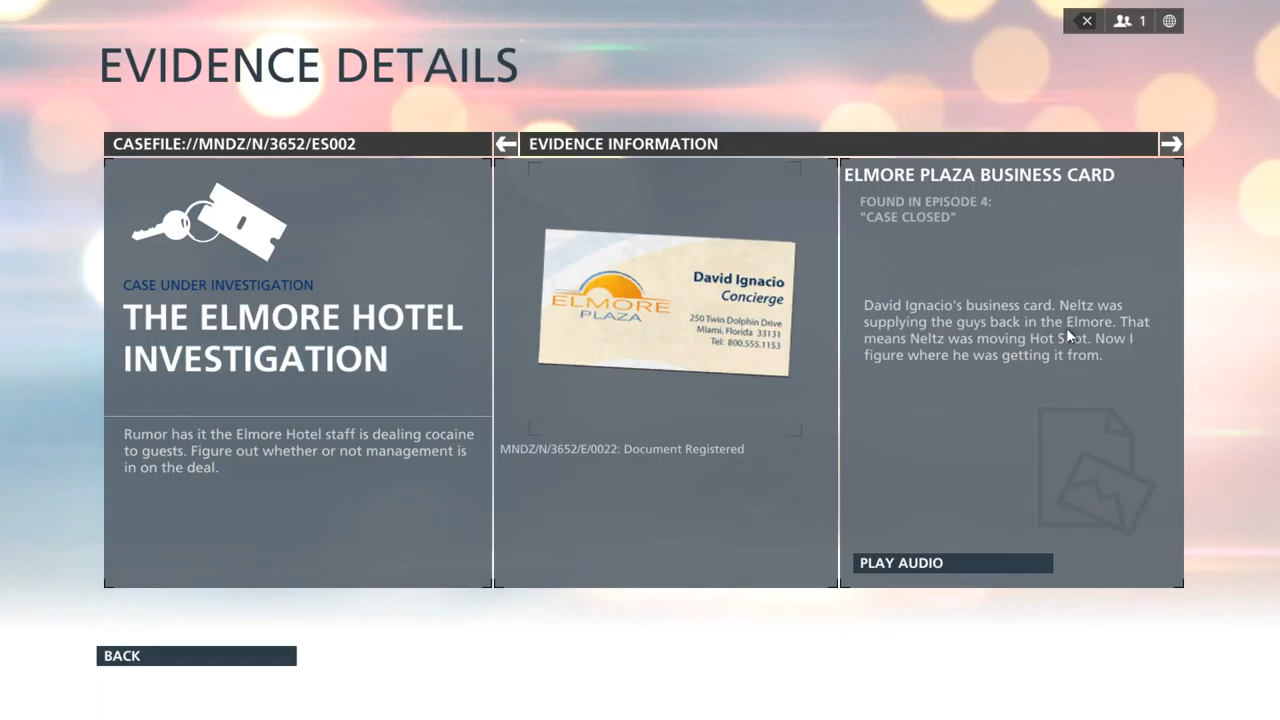 1
EVIDENCE DETAILS
CASEFILE://MNDZ/N/3652/ES002
EVIDENCE INFORMATION
CASE UNDER INVESTIGATION
THE ELMORE HOTEL
INVESTIGATION
Rumor has it the Elmore Hotel staff is dealing cocaine
to guests. Figure out whether or not management is
in on the deal.
ELMORE
PLAZA
David Ignacio
Concierge
250 Twin Dolphin Drive
Miami, Florida 33131
Tel: 800.555.1153
MNDZ/N/3652/E/0022: Document Registered
ELMORE PLAZA BUSINESS CARD
FOUND IN EPISODE 4:
"CASE CLOSED"
David Ignacio's business card. Neltz was
supplying the guys back in the Elmore. That
means Neltz was moving Hot Shot. Now I
figure where he was getting it from.
PLAY AUDIO
BACK